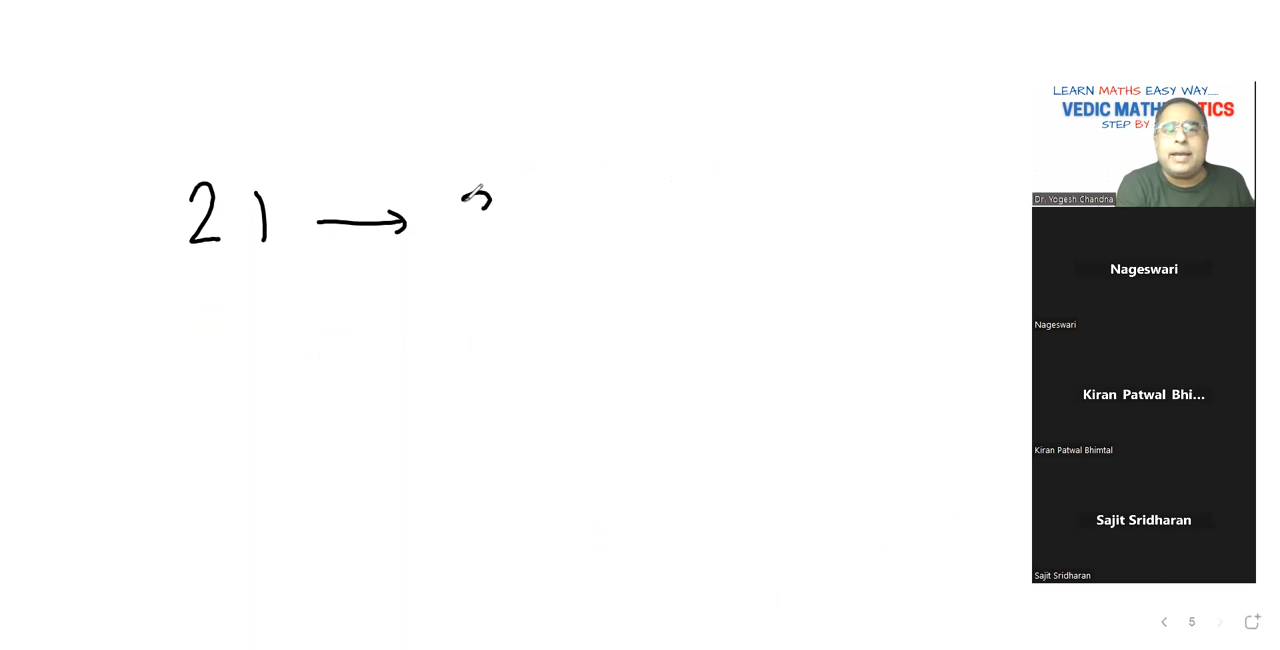 LEARN MATHS EASY WAY.....
VEDIC MATH TICS
STEP BY
Dr. Yogesh Chandna
21 →
Nageswari
Nageswari
Kiran Patwal Bhi...
Kiran Patwal Bhimtal
Sajit Sridharan
Sajit Sridharan
5